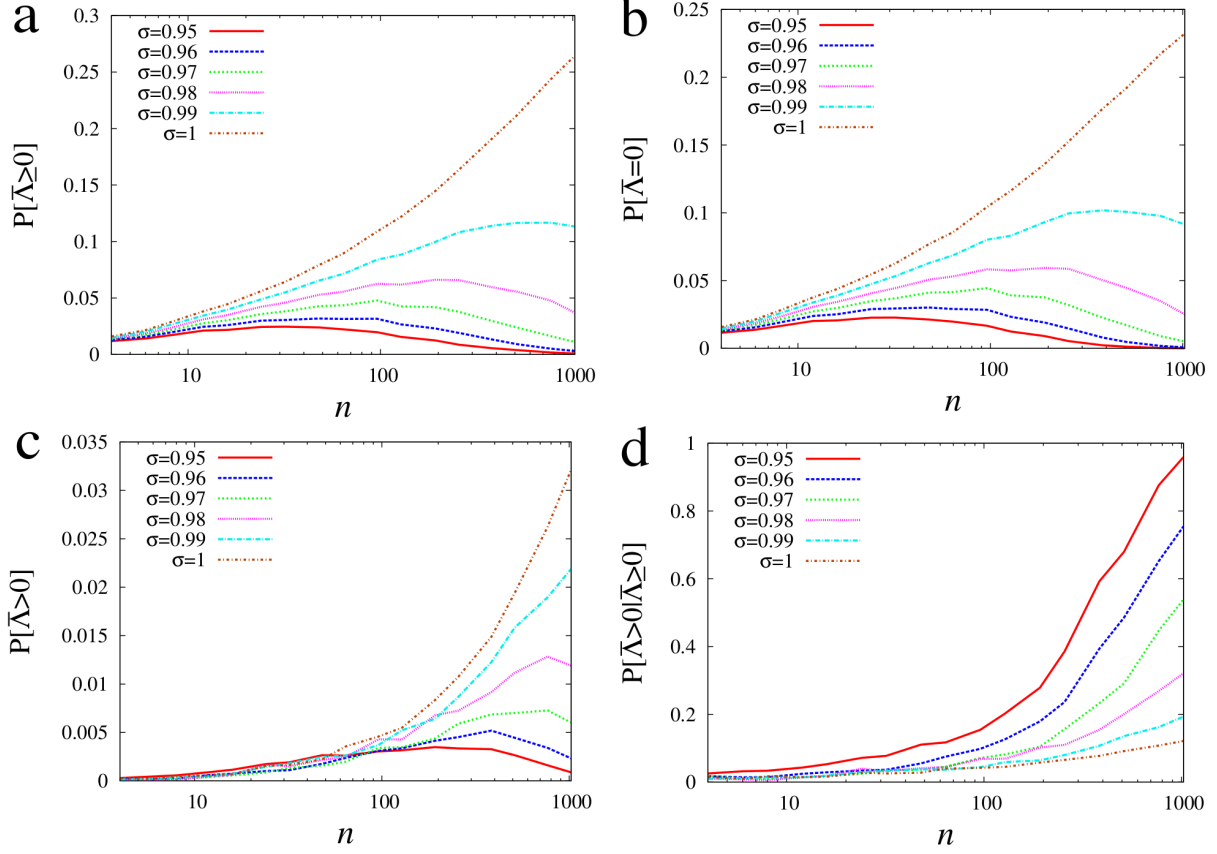 a
P[Λ̅≥0]
0.3
0.25
0.2
0.15
0.1
0.05
0
σ=0.95
σ=0.96
σ=0.97
σ=0.98
σ=0.99
σ=1
10 100 1000
n
b
P[Λ̅=0]
0.25
0.2
0.15
0.1
0.05
0
σ=0.95
σ=0.96
σ=0.97
σ=0.98
σ=0.99
σ=1
10 100 1000
n
c
P[Λ̅>0]
0.035
0.03
0.025
0.02
0.015
0.01
0.005
0
σ=0.95
σ=0.96
σ=0.97
σ=0.98
σ=0.99
σ=1
10 100 1000
n
d
P[Λ̅>0|Λ̅≥0]
1
0.8
0.6
0.4
0.2
0
σ=0.95
σ=0.96
σ=0.97
σ=0.98
σ=0.99
σ=1
10 100 1000
n